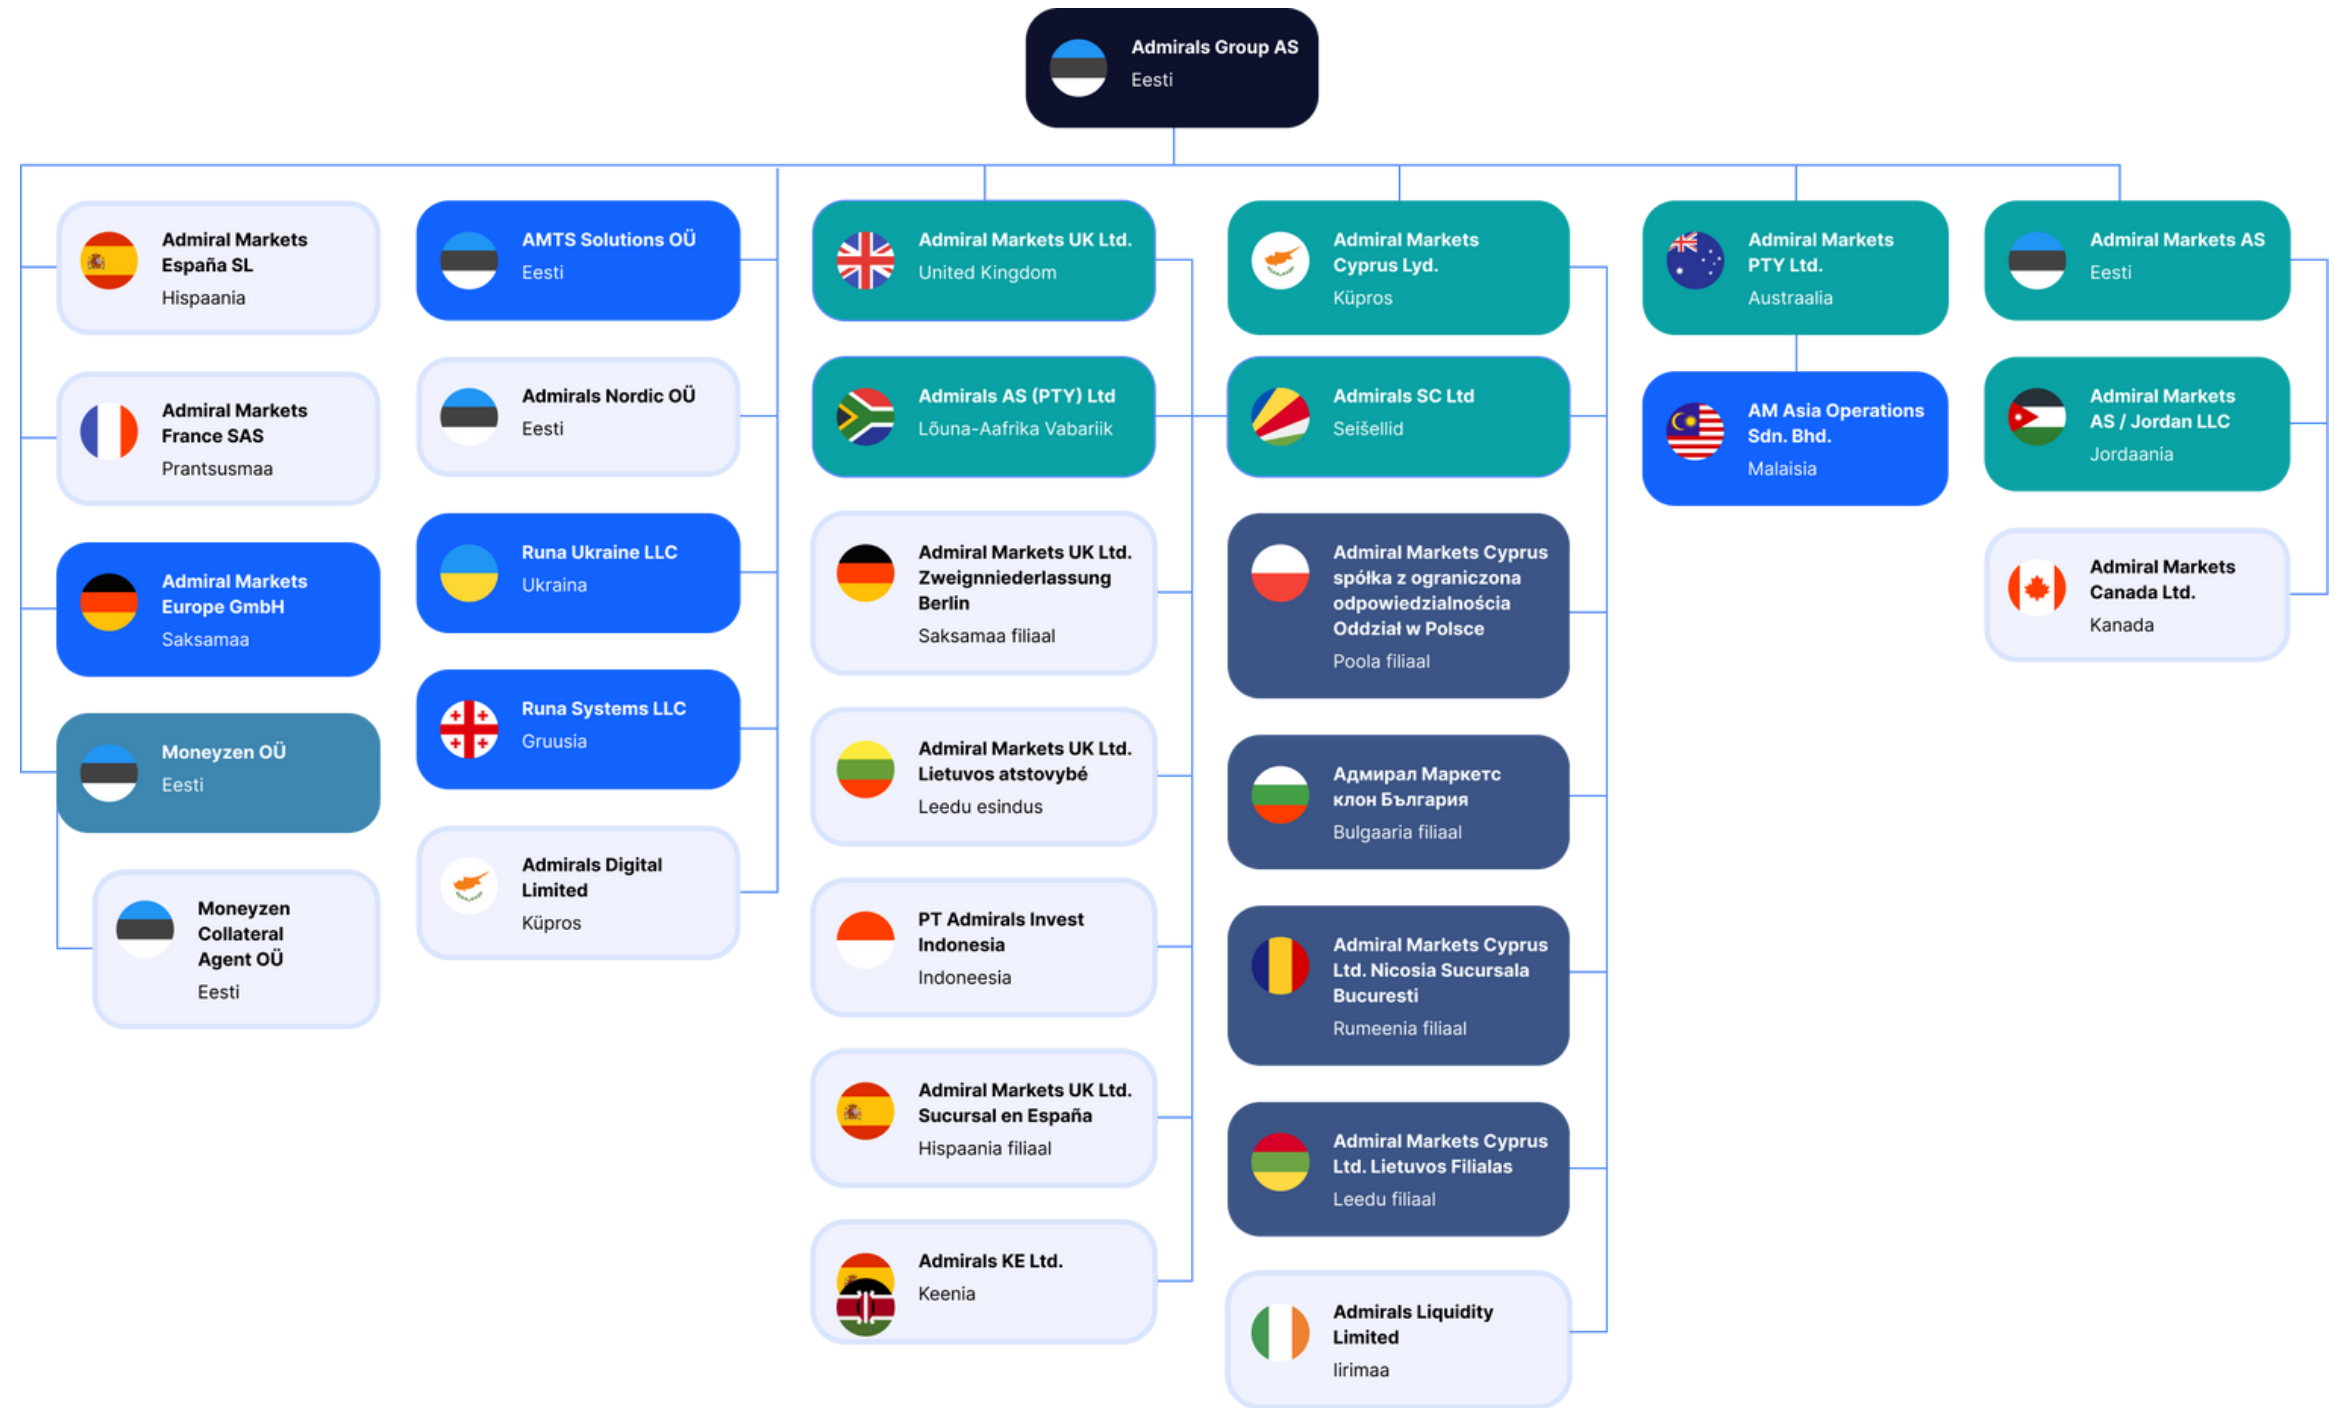 Admirals Group AS
Eesti
Admiral Markets
España SL
Hispaania
Admiral Markets
France SAS
Prantsusmaa
Admiral Markets
Europe GmbH
Saksamaa
Moneyzen OÜ
Eesti
Moneyzen
Collateral
Agent OÜ
Eesti
AMTS Solutions OÜ
Eesti
Admirals Nordic OÜ
Eesti
Runa Ukraine LLC
Ukraina
Runa Systems LLC
Gruusia
Admirals Digital
Limited
Küpros
Admiral Markets UK Ltd.
United Kingdom
Admirals AS (PTY) Ltd
Lõuna-Aafrika Vabariik
Admiral Markets UK Ltd.
Zweignniederlassung
Berlin
Saksamaa filiaal
Admiral Markets UK Ltd.
Lietuvos atstovybé
Leedu esindus
PT Admirals Invest
Indonesia
Indoneesia
Admiral Markets UK Ltd.
Sucursal en España
Hispaania filiaal
Admirals KE Ltd.
Keenia
Admiral Markets
Cyprus Lyd.
Küpros
Admirals SC Ltd
Seišellid
Admiral Markets Cyprus
spółka z ograniczona
odpowiedzialnościa
Oddział w Polsce
Poola filiaal
Адмирал Маркетс
клон България
Bulgaaria filiaal
Admiral Markets Cyprus
Ltd. Nicosia Sucursala
Bucuresti
Rumeenia filiaal
Admiral Markets Cyprus
Ltd. Lietuvos Filialas
Leedu filiaal
Admirals Liquidity
Limited
Iirimaa
Admiral Markets
PTY Ltd.
Austraalia
AM Asia Operations
Sdn. Bhd.
Malaisia
Admiral Markets AS
Eesti
Admiral Markets
AS / Jordan LLC
Jordaania
Admiral Markets
Canada Ltd.
Kanada